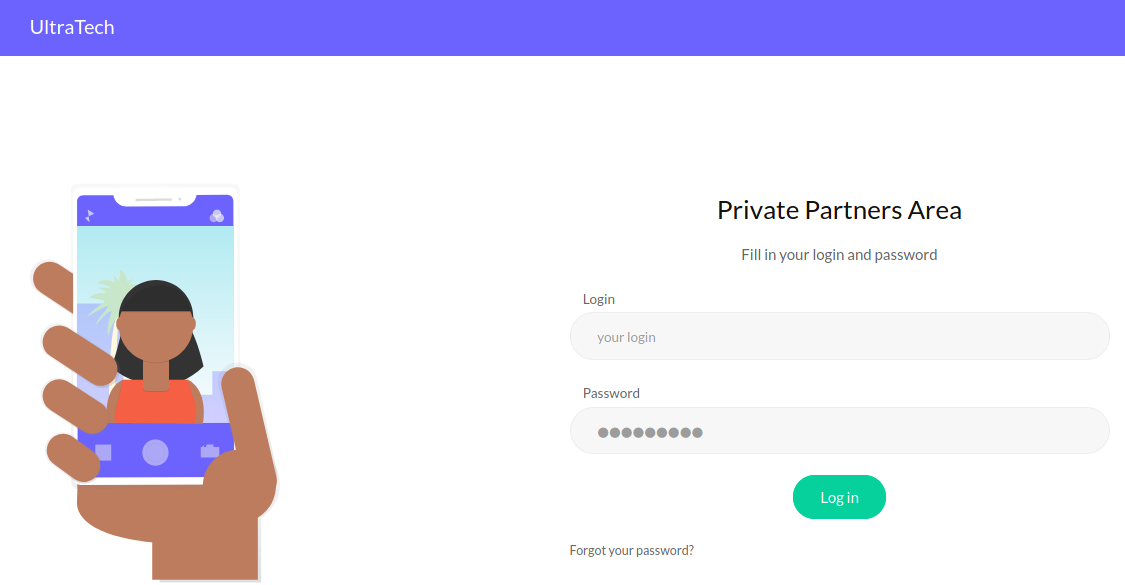 UltraTech
Private Partners Area
Fill in your login and password
Login
your login
Password
●●●●●●●●●
Log in
Forgot your password?